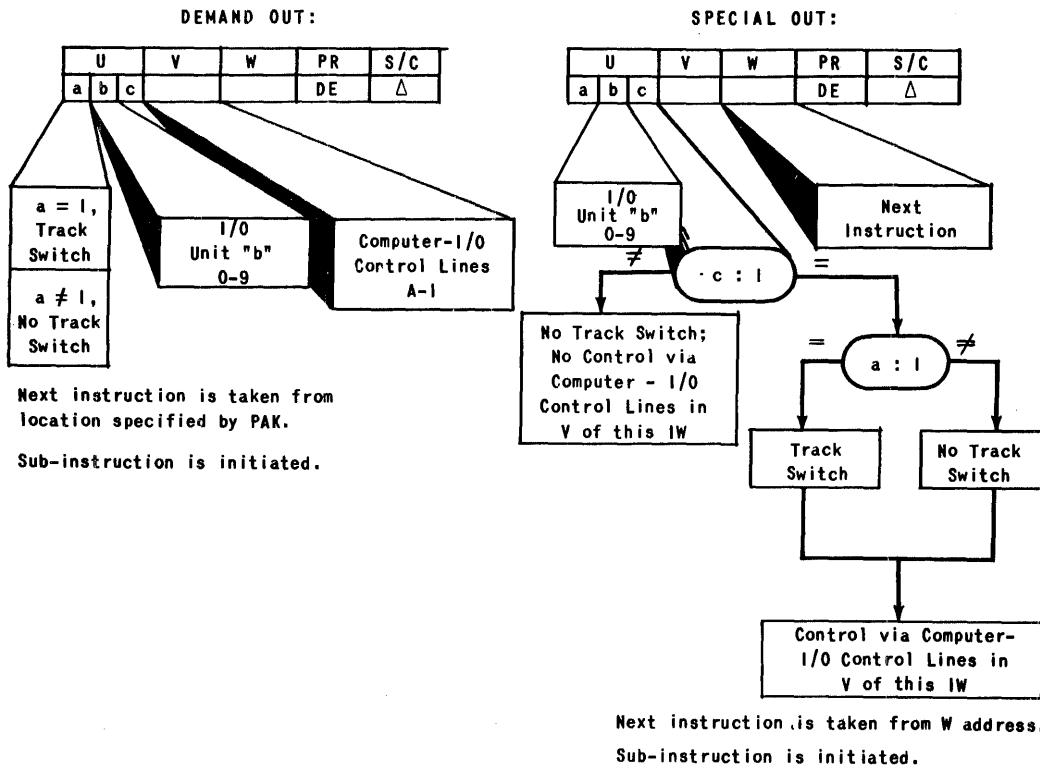 DEMAND OUT:
U V W PR S/C
a b c DE Δ
a = 1,
Track
Switch
a ≠ 1,
No Track
Switch
I/O
Unit "b"
0-9
Computer-I/O
Control Lines
A-I
Next instruction is taken from
location specified by PAK.
Sub-instruction is initiated.
SPECIAL OUT:
U V W PR S/C
a b c DE Δ
I/O
Unit "b"
0-9
Next
Instruction
≠ c : 1 =
No Track Switch;
No Control via
Computer - I/O
Control Lines in
V of this IW
= a : 1 ≠
Track
Switch
No Track
Switch
Control via Computer-
I/O Control Lines in
V of this IW
Next instruction is taken from W address.
Sub-instruction is initiated.